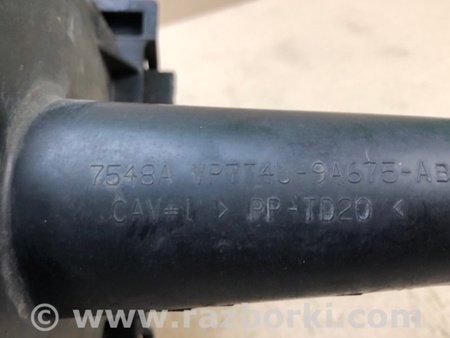 7548A VP7T4U-9A675-AB
CAV#1 > PP-TD20 <
© www.razborki.com